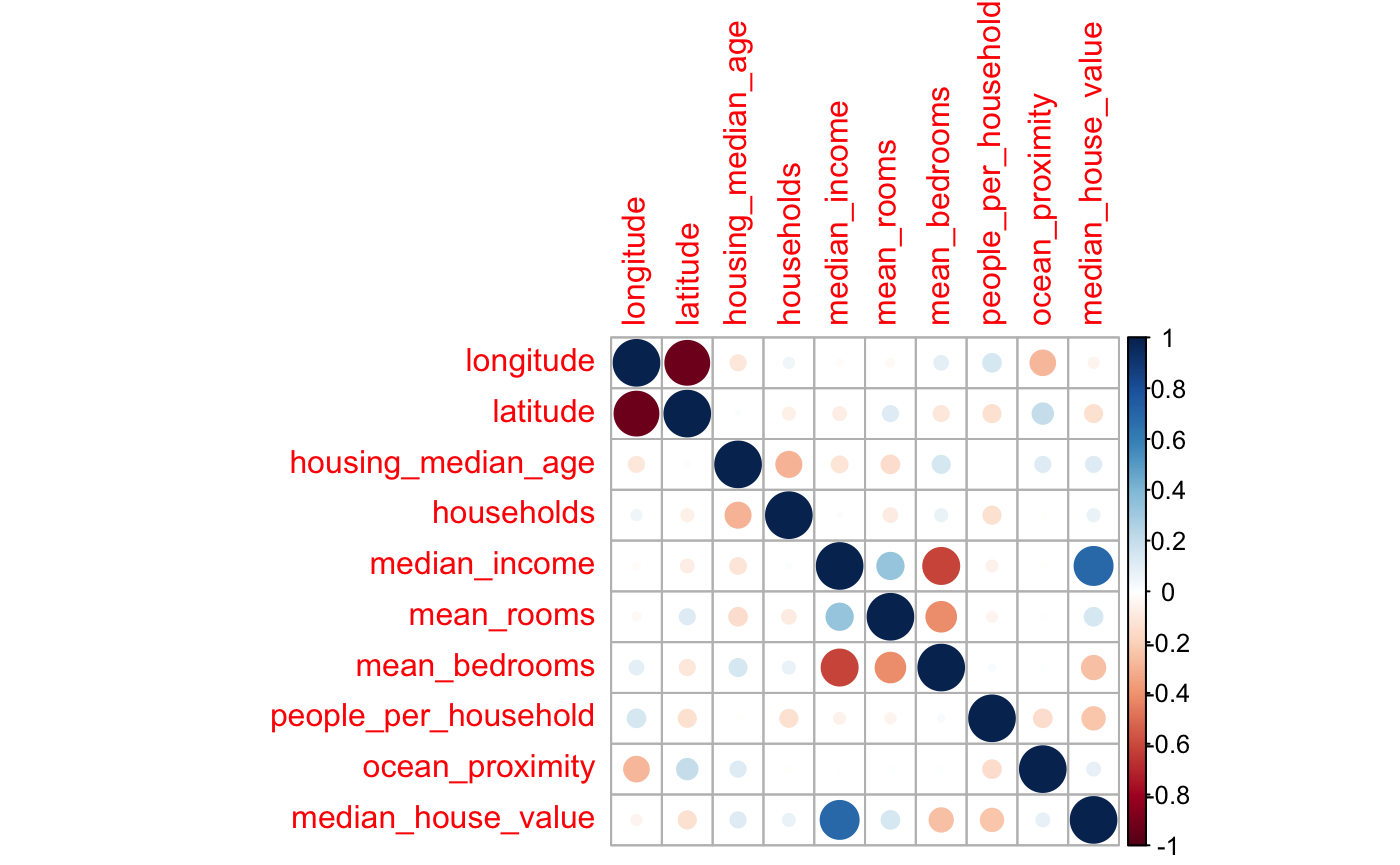 longitude
latitude
housing_median_age
households
median_income
mean_rooms
mean_bedrooms
people_per_household
ocean_proximity
median_house_value
longitude
latitude
housing_median_age
households
median_income
mean_rooms
mean_bedrooms
people_per_household
ocean_proximity
median_house_value
1
0.8
0.6
0.4
0.2
0
-0.2
-0.4
-0.6
-0.8
-1